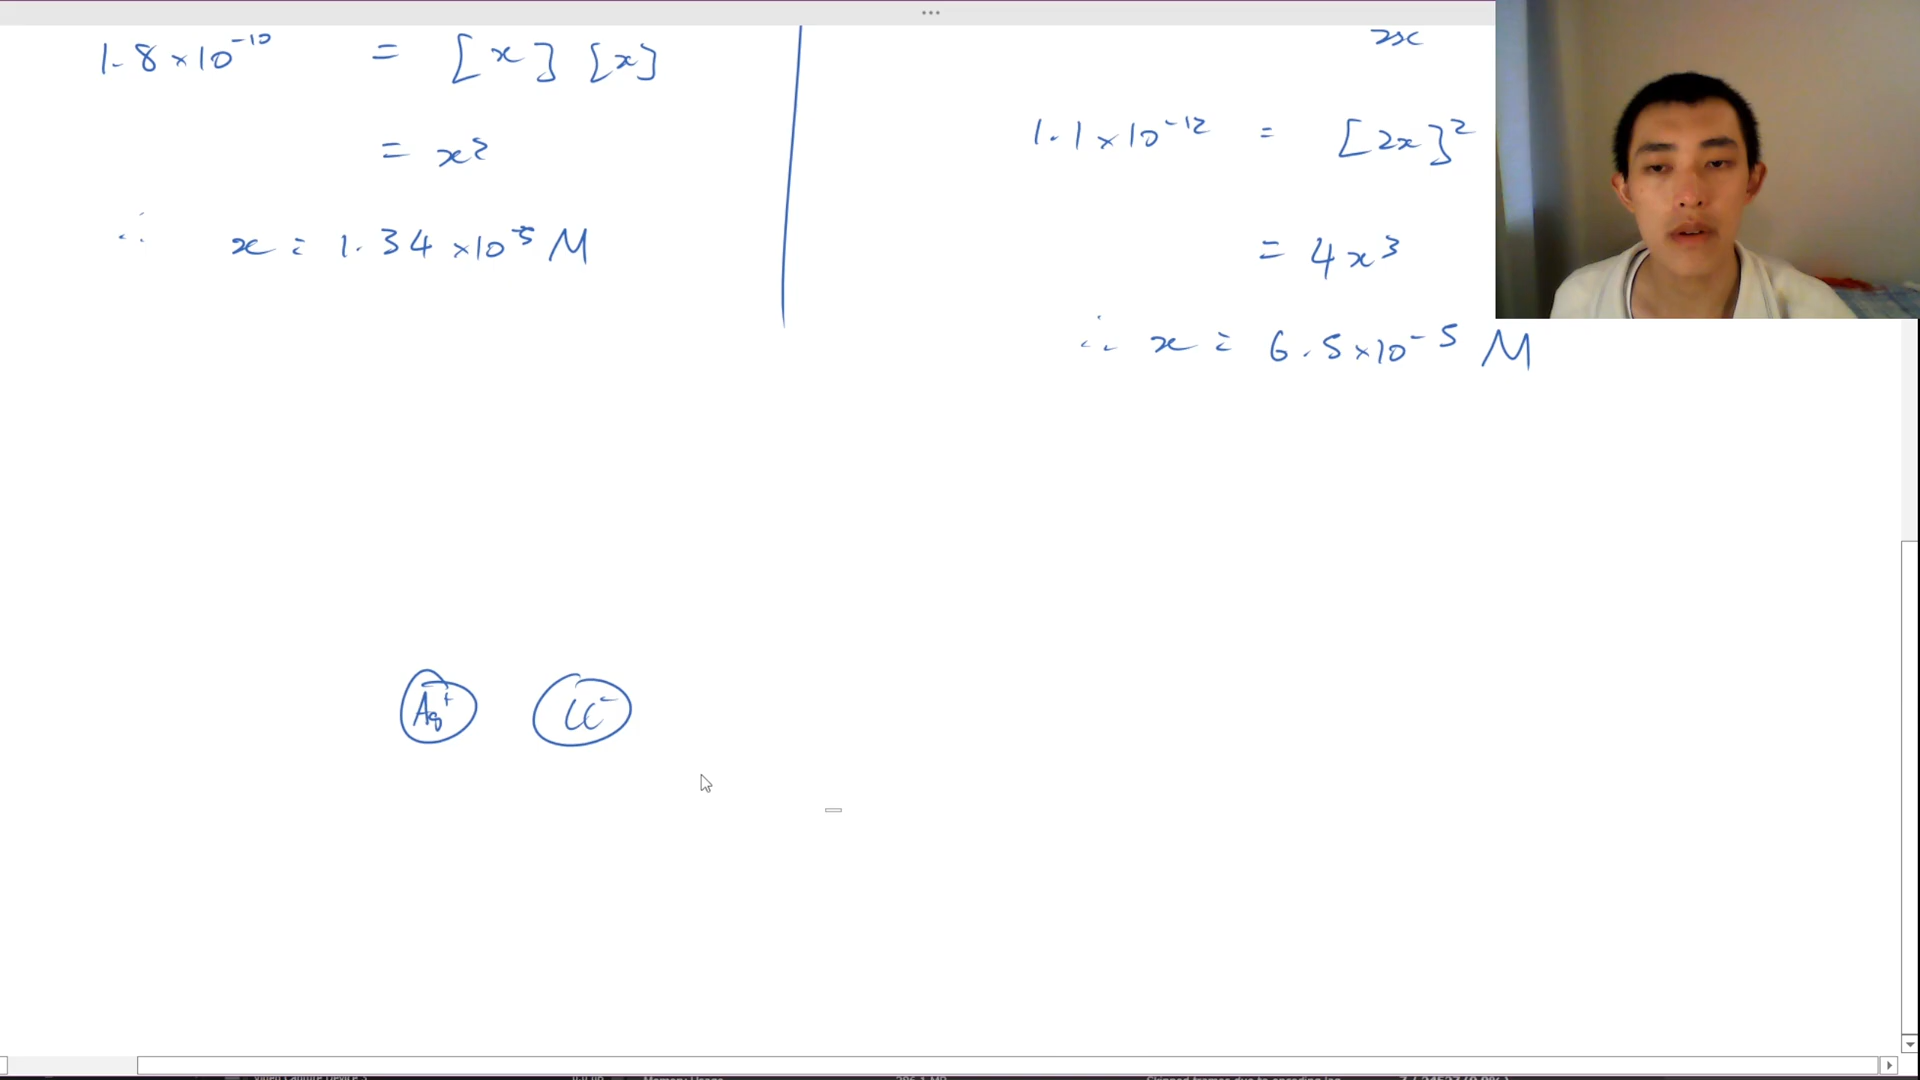 1.8×10⁻¹⁰ = [x] [x]
= x²
∴ x = 1.34 ×10⁻⁵ M
2x
1.1×10⁻¹² = [2x]²
= 4x³
∴ x = 6.5×10⁻⁵ M
Ag⁺ Cl⁻